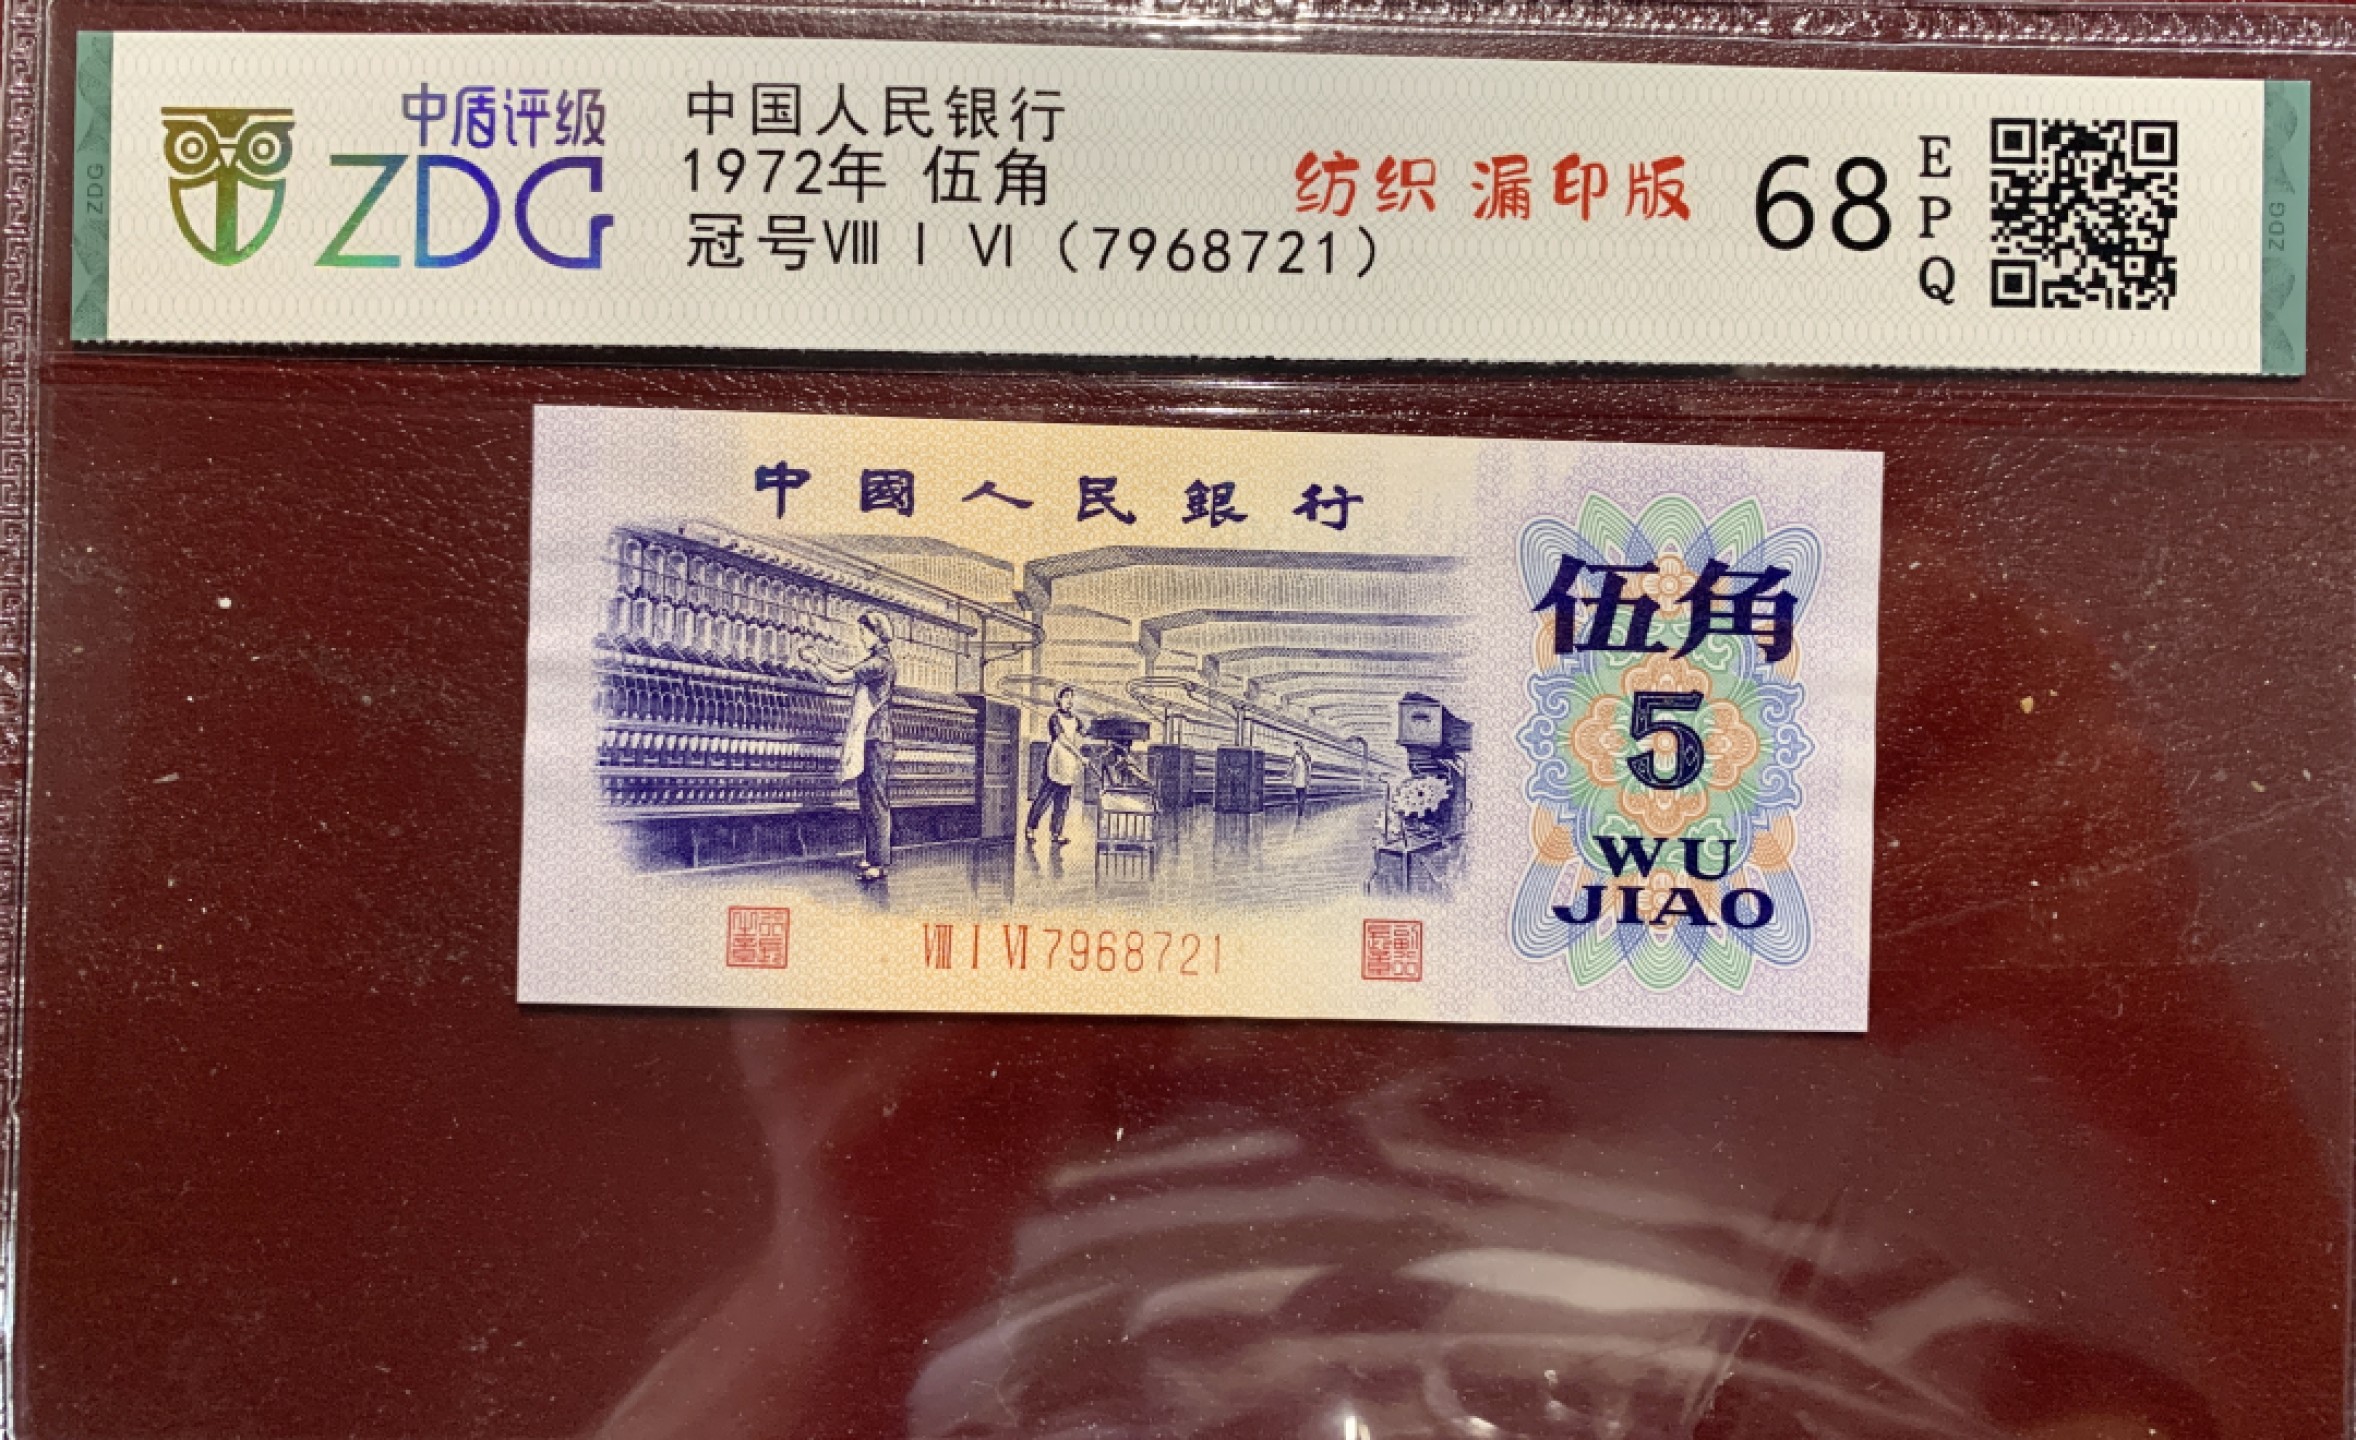 中盾评级
ZDG
中国人民银行
1972年 伍角
冠号Ⅷ Ⅰ Ⅵ（7968721）
纺织 漏印版
68
E
P
Q
ZDG
ZDG
中國人民銀行
伍角
5
WU
JIAO
Ⅷ Ⅰ Ⅵ 7968721